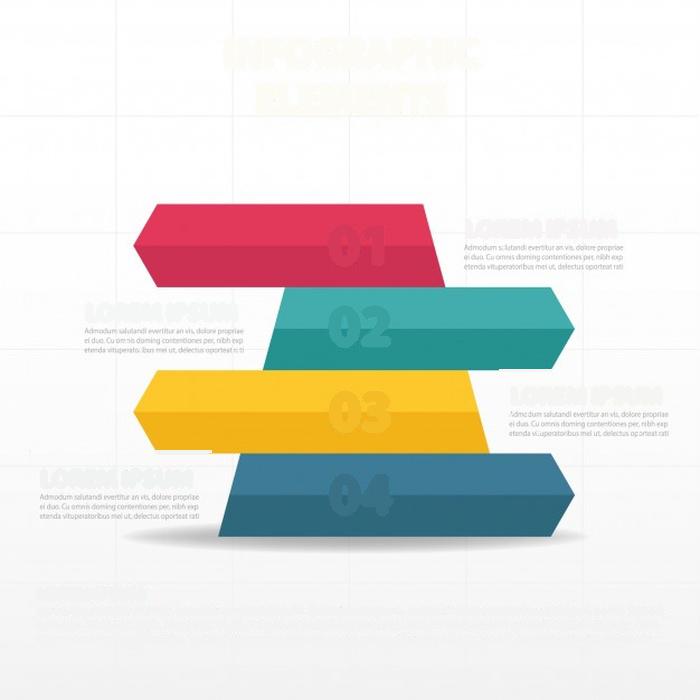 INFOGRAPHIC
ELEMENTS
01
LOREM IPSUM
Admodum salutandi evertitur an vis, dolore propriae
ei duo. Cu omnis doming contentiones per, nibh exp
etenda vituperatoribus mei ut, delectus oporteat rati
02
LOREM IPSUM
Admodum salutandi evertitur an vis, dolore propriae
ei duo. Cu omnis doming contentiones per, nibh exp
etenda mei ut, delectus oporteat
03
LOREM IPSUM
Admodum salutandi evertitur an vis, dolore propriae
ei duo. Cu omnis doming contentiones per, nibh exp
etenda vituperatoribus mei ut, delectus oporteat rati
04
LOREM IPSUM
Admodum salutandi evertitur an vis, dolore propriae
ei duo. Cu omnis doming contentiones per, nibh exp
etenda vituperatoribus mei ut, delectus oporteat rati